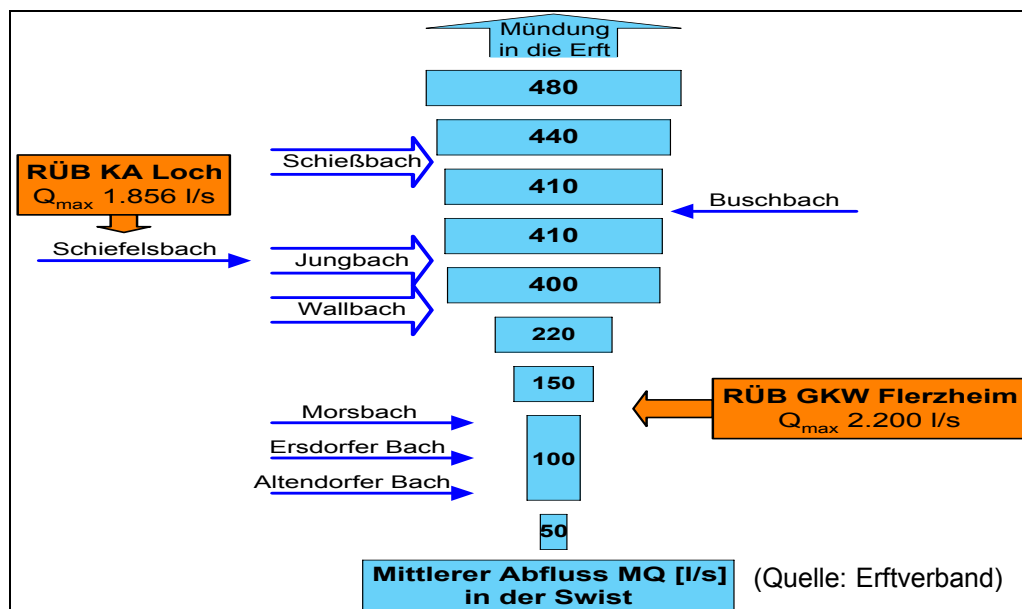 Mündung
in die Erft
480
440
Schießbach
RÜB KA Loch
Qmax 1.856 l/s
410
Buschbach
Schiefelsbach
Jungbach
410
400
Wallbach
220
150
RÜB GKW Flerzheim
Qmax 2.200 l/s
Morsbach
Ersdorfer Bach
100
Altendorfer Bach
50
Mittlerer Abfluss MQ [l/s]
in der Swist
(Quelle: Erftverband)